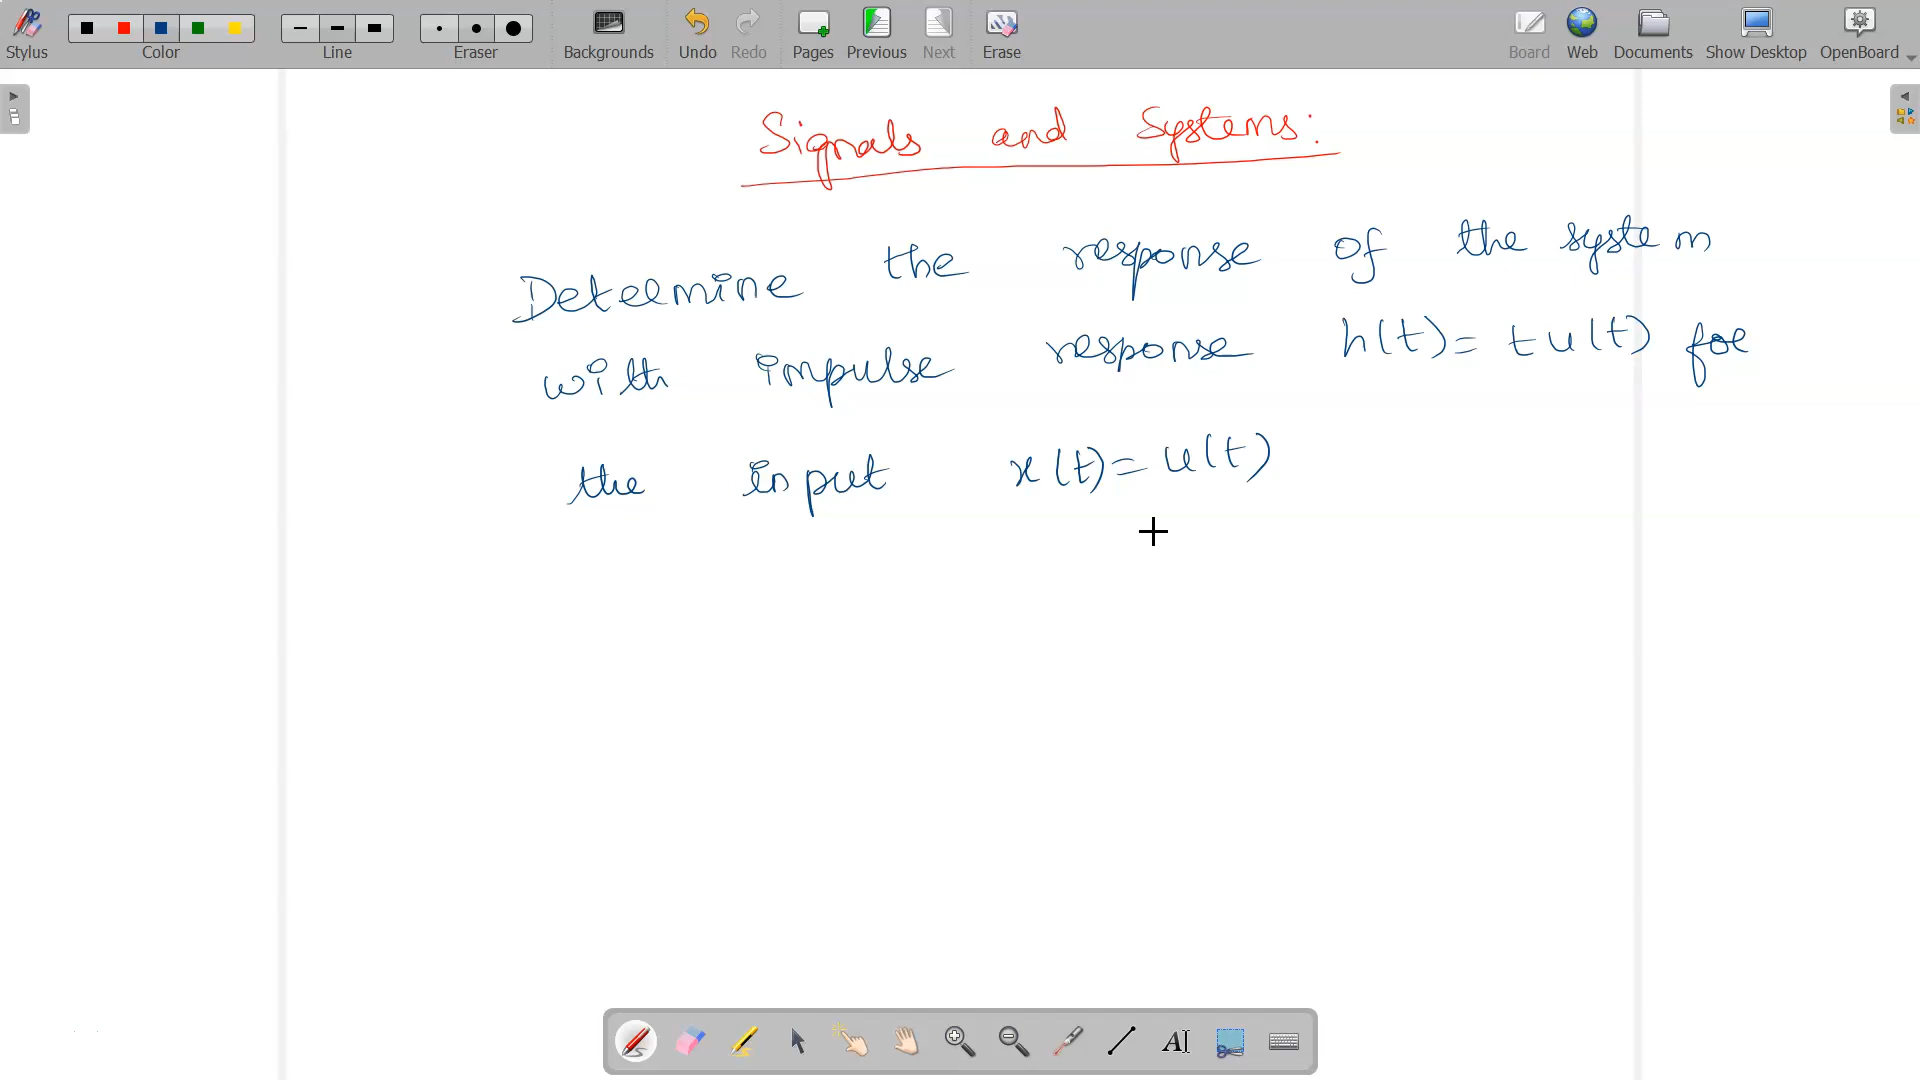 Stylus Color Line Eraser Backgrounds Undo Redo Pages Previous Next Erase Board Web Documents Show Desktop OpenBoard
Signals and Systems:
Determine the response of the system
with impulse response h(t)= t u(t) for
the input x(t)= u(t)
AI